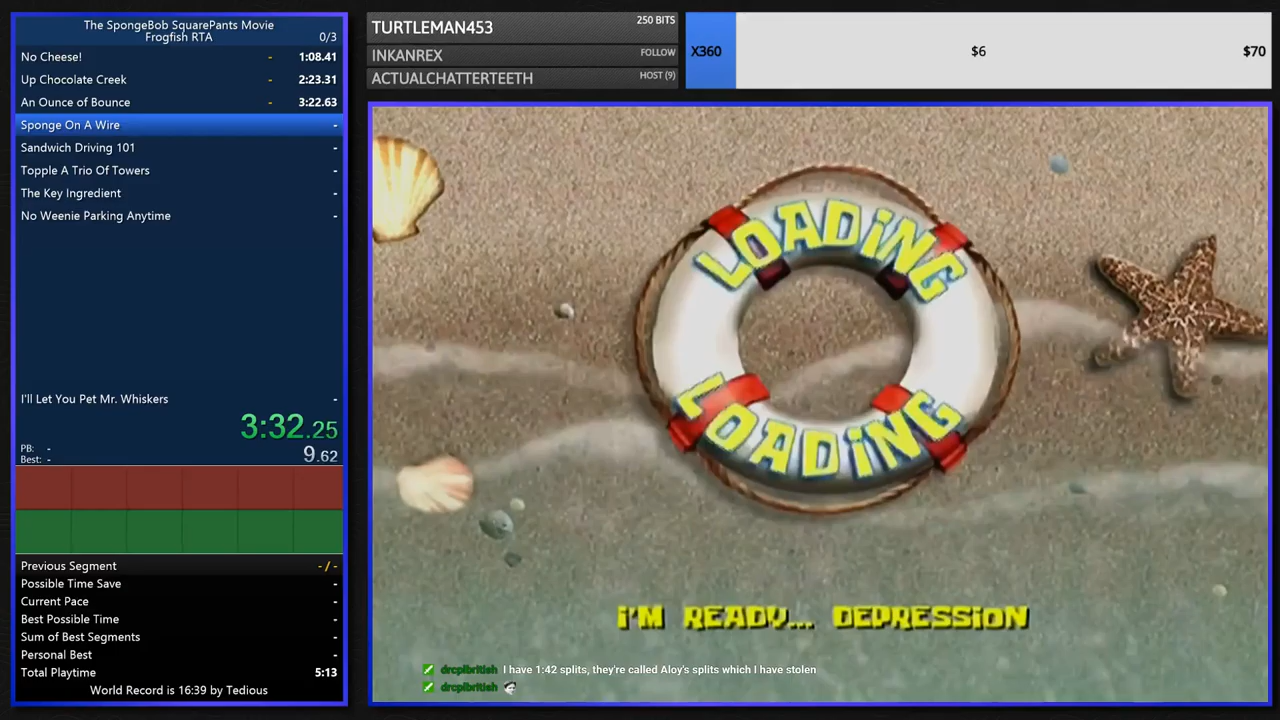 The SpongeBob SquarePants Movie
Frogfish RTA 0/3
No Cheese! - 1:08.41
Up Chocolate Creek - 2:23.31
An Ounce of Bounce - 3:22.63
Sponge On A Wire -
Sandwich Driving 101 -
Topple A Trio Of Towers -
The Key Ingredient -
No Weenie Parking Anytime -
I'll Let You Pet Mr. Whiskers -
3:32.25
PB: -
Best: - 9.62
Previous Segment - / -
Possible Time Save -
Current Pace -
Best Possible Time -
Sum of Best Segments -
Personal Best -
Total Playtime 5:13
World Record is 16:39 by Tedious
TURTLEMAN453 250 BITS
INKANREX FOLLOW
ACTUALCHATTERTEETH HOST (9)
X360 $6 $70
LOADING
LOADING
I'M READY... DEPRESSION
drcplbritish I have 1:42 splits, they're called Aloy's splits which I have stolen
drcplbritish